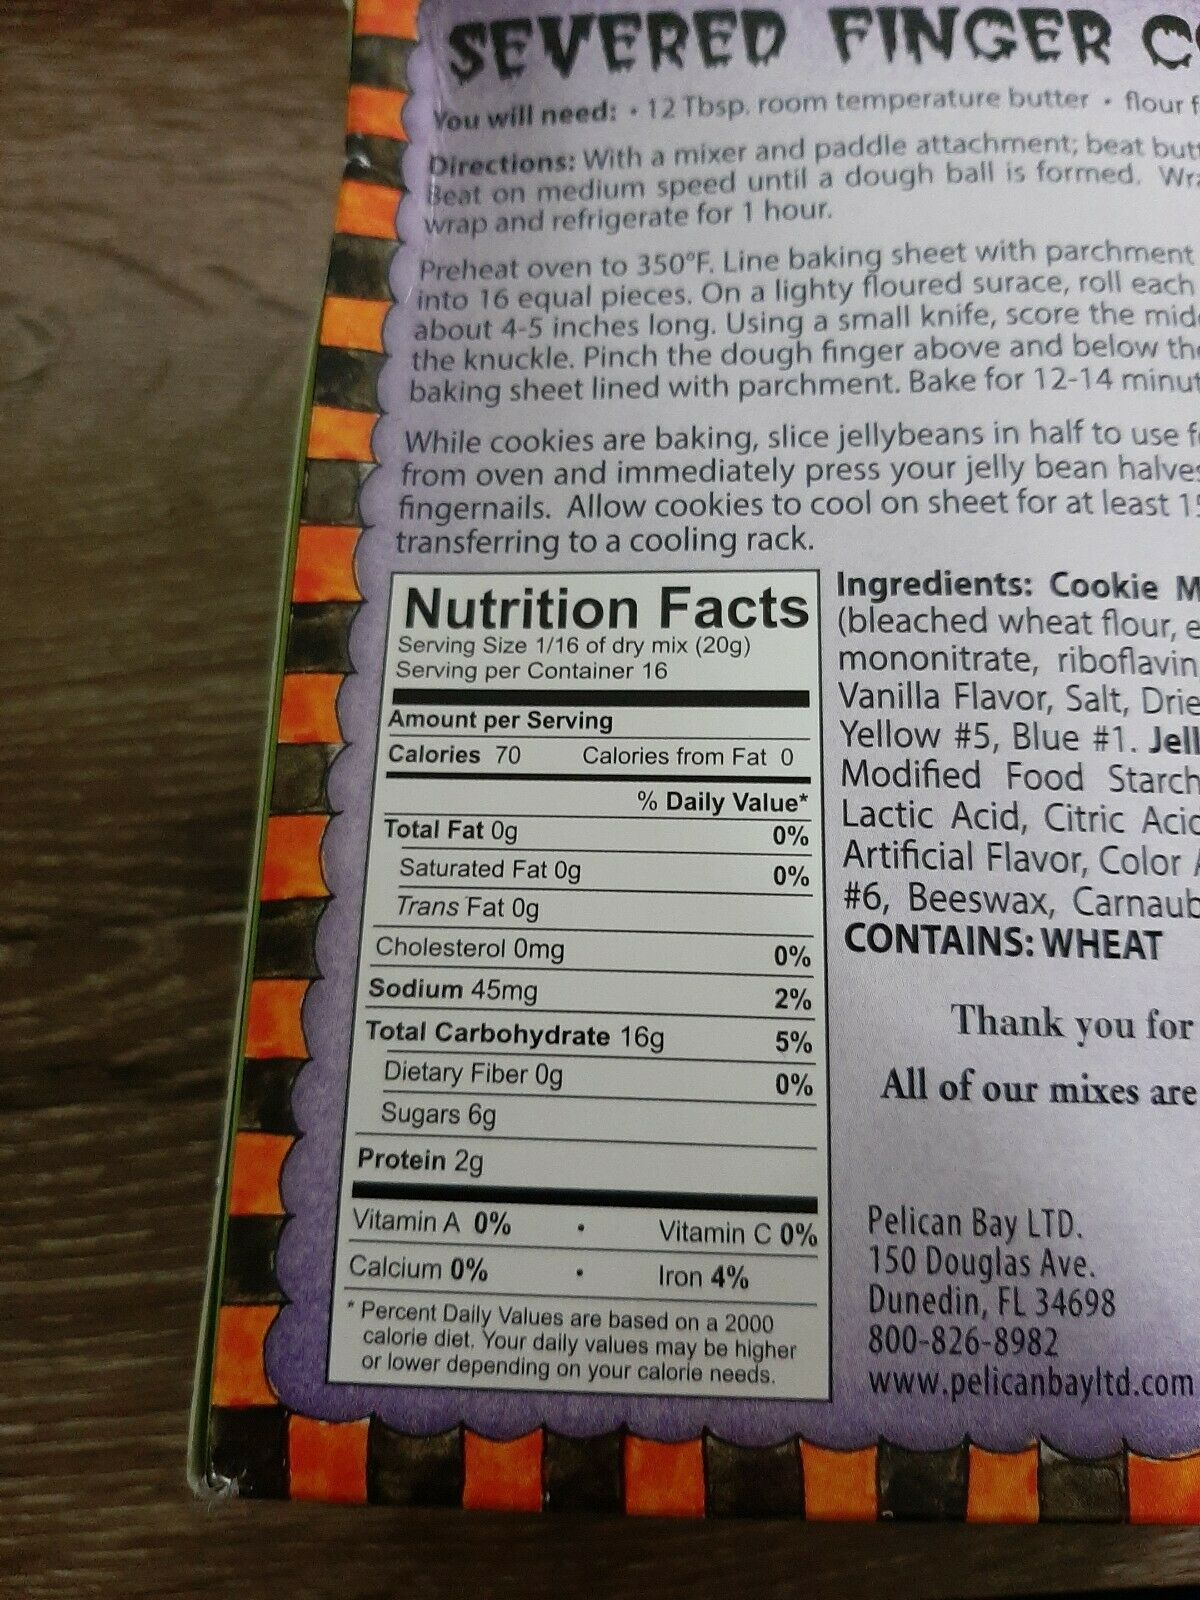 SEVERED FINGER
You will need: • 12 Tbsp. room temperature butter • flour
Directions: With a mixer and paddle attachment; beat
Beat on medium speed until a dough ball is formed.
wrap and refrigerate for 1 hour.
Preheat oven to 350°F. Line baking sheet with parchment
into 16 equal pieces. On a lighty floured surace, roll each
about 4-5 inches long. Using a small knife, score the
the knuckle. Pinch the dough finger above and below
baking sheet lined with parchment. Bake for 12-14
While cookies are baking, slice jellybeans in half to use
from oven and immediately press your jelly bean
fingernails. Allow cookies to cool on sheet for at least
transferring to a cooling rack.
Nutrition Facts
Serving Size 1/16 of dry mix (20g)
Serving per Container 16
Amount per Serving
Calories 70 Calories from Fat 0
% Daily Value*
Total Fat 0g 0%
Saturated Fat 0g 0%
Trans Fat 0g
Cholesterol 0mg 0%
Sodium 45mg 2%
Total Carbohydrate 16g 5%
Dietary Fiber 0g 0%
Sugars 6g
Protein 2g
Vitamin A 0% • Vitamin C 0%
Calcium 0% • Iron 4%
* Percent Daily Values are based on a 2000
calorie diet. Your daily values may be higher
or lower depending on your calorie needs.
Ingredients: Cookie
(bleached wheat flour,
mononitrate, riboflavin
Vanilla Flavor, Salt,
Yellow #5, Blue #1.
Modified Food Starch
Lactic Acid, Citric
Artificial Flavor, Color
#6, Beeswax,
CONTAINS: WHEAT
Thank you for
All of our mixes are
Pelican Bay LTD.
150 Douglas Ave.
Dunedin, FL 34698
800-826-8982
www.pelicanbayltd.com